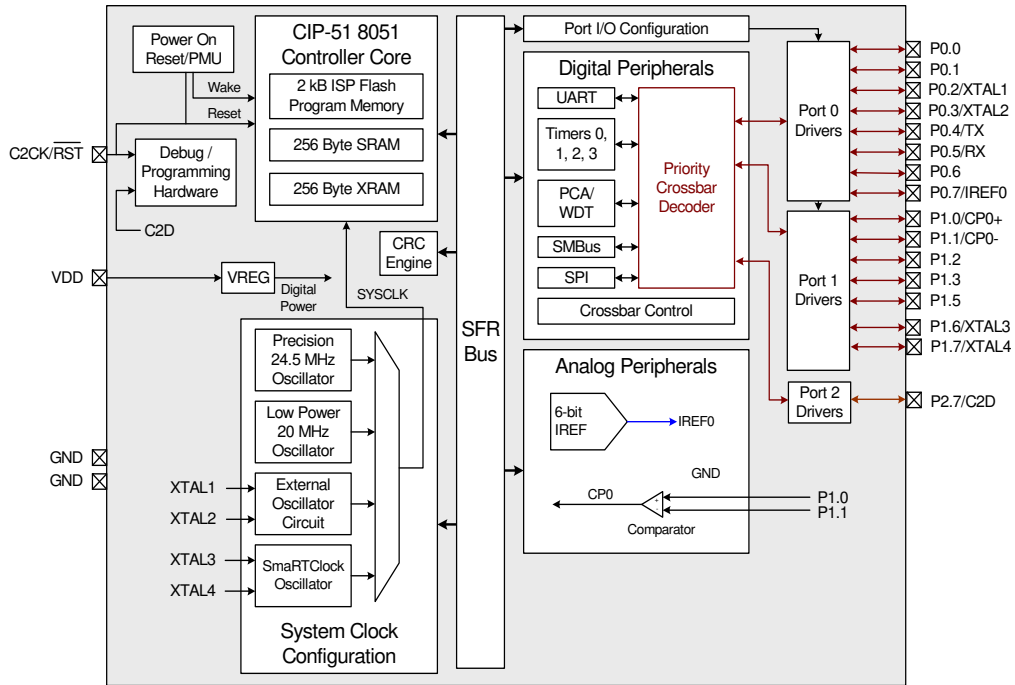 Power On
Reset/PMU
Wake
Reset
C2CK/RST
Debug /
Programming
Hardware
C2D
VDD
VREG
Digital
Power
GND
GND
CIP-51 8051
Controller Core
2 kB ISP Flash
Program Memory
256 Byte SRAM
256 Byte XRAM
CRC
Engine
SYSCLK
Precision
24.5 MHz
Oscillator
Low Power
20 MHz
Oscillator
XTAL1
XTAL2
External
Oscillator
Circuit
XTAL3
XTAL4
SmaRTClock
Oscillator
System Clock
Configuration
SFR
Bus
Port I/O Configuration
Digital Peripherals
UART
Timers 0,
1, 2, 3
PCA/
WDT
SMBus
SPI
Priority
Crossbar
Decoder
Crossbar Control
Analog Peripherals
6-bit
IREF
IREF0
GND
CP0
+
-
Comparator
P1.0
P1.1
Port 0
Drivers
Port 1
Drivers
Port 2
Drivers
P0.0
P0.1
P0.2/XTAL1
P0.3/XTAL2
P0.4/TX
P0.5/RX
P0.6
P0.7/IREF0
P1.0/CP0+
P1.1/CP0-
P1.2
P1.3
P1.5
P1.6/XTAL3
P1.7/XTAL4
P2.7/C2D